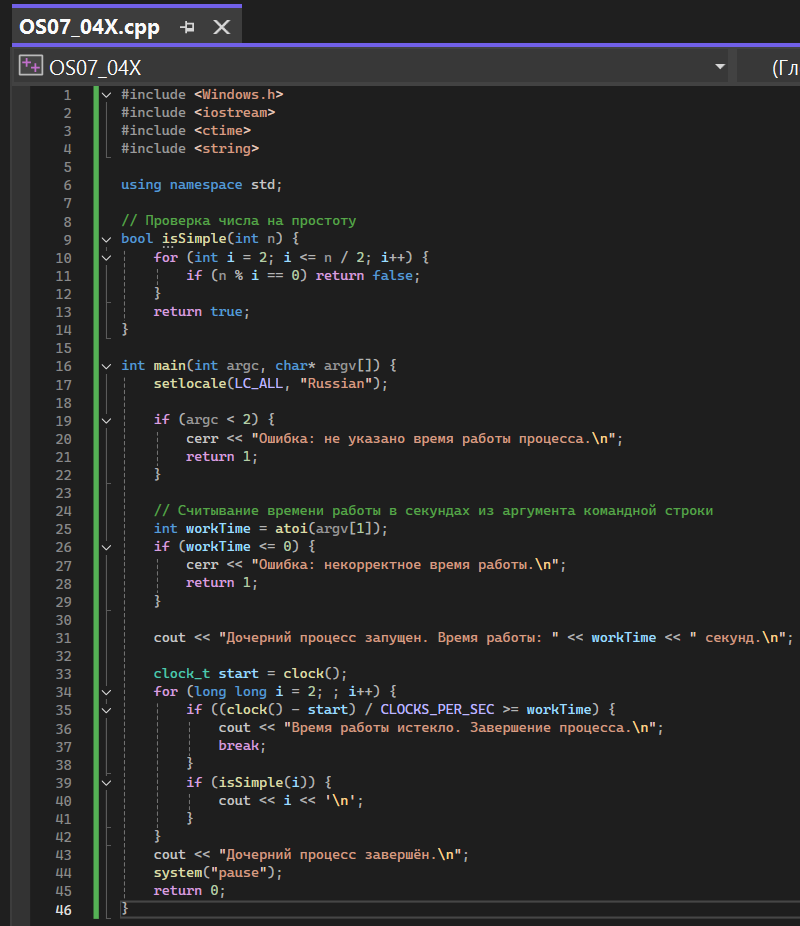 OS07_04X.cpp
OS07_04X (Гл
1 #include <Windows.h>
2 #include <iostream>
3 #include <ctime>
4 #include <string>
5
6 using namespace std;
7
8 // Проверка числа на простоту
9 bool isSimple(int n) {
10     for (int i = 2; i <= n / 2; i++) {
11         if (n % i == 0) return false;
12     }
13     return true;
14 }
15
16 int main(int argc, char* argv[]) {
17     setlocale(LC_ALL, "Russian");
18
19     if (argc < 2) {
20         cerr << "Ошибка: не указано время работы процесса.\n";
21         return 1;
22     }
23
24     // Считывание времени работы в секундах из аргумента командной строки
25     int workTime = atoi(argv[1]);
26     if (workTime <= 0) {
27         cerr << "Ошибка: некорректное время работы.\n";
28         return 1;
29     }
30
31     cout << "Дочерний процесс запущен. Время работы: " << workTime << " секунд.\n";
32
33     clock_t start = clock();
34     for (long long i = 2; ; i++) {
35         if ((clock() - start) / CLOCKS_PER_SEC >= workTime) {
36             cout << "Время работы истекло. Завершение процесса.\n";
37             break;
38         }
39         if (isSimple(i)) {
40             cout << i << '\n';
41         }
42     }
43     cout << "Дочерний процесс завершён.\n";
44     system("pause");
45     return 0;
46 }